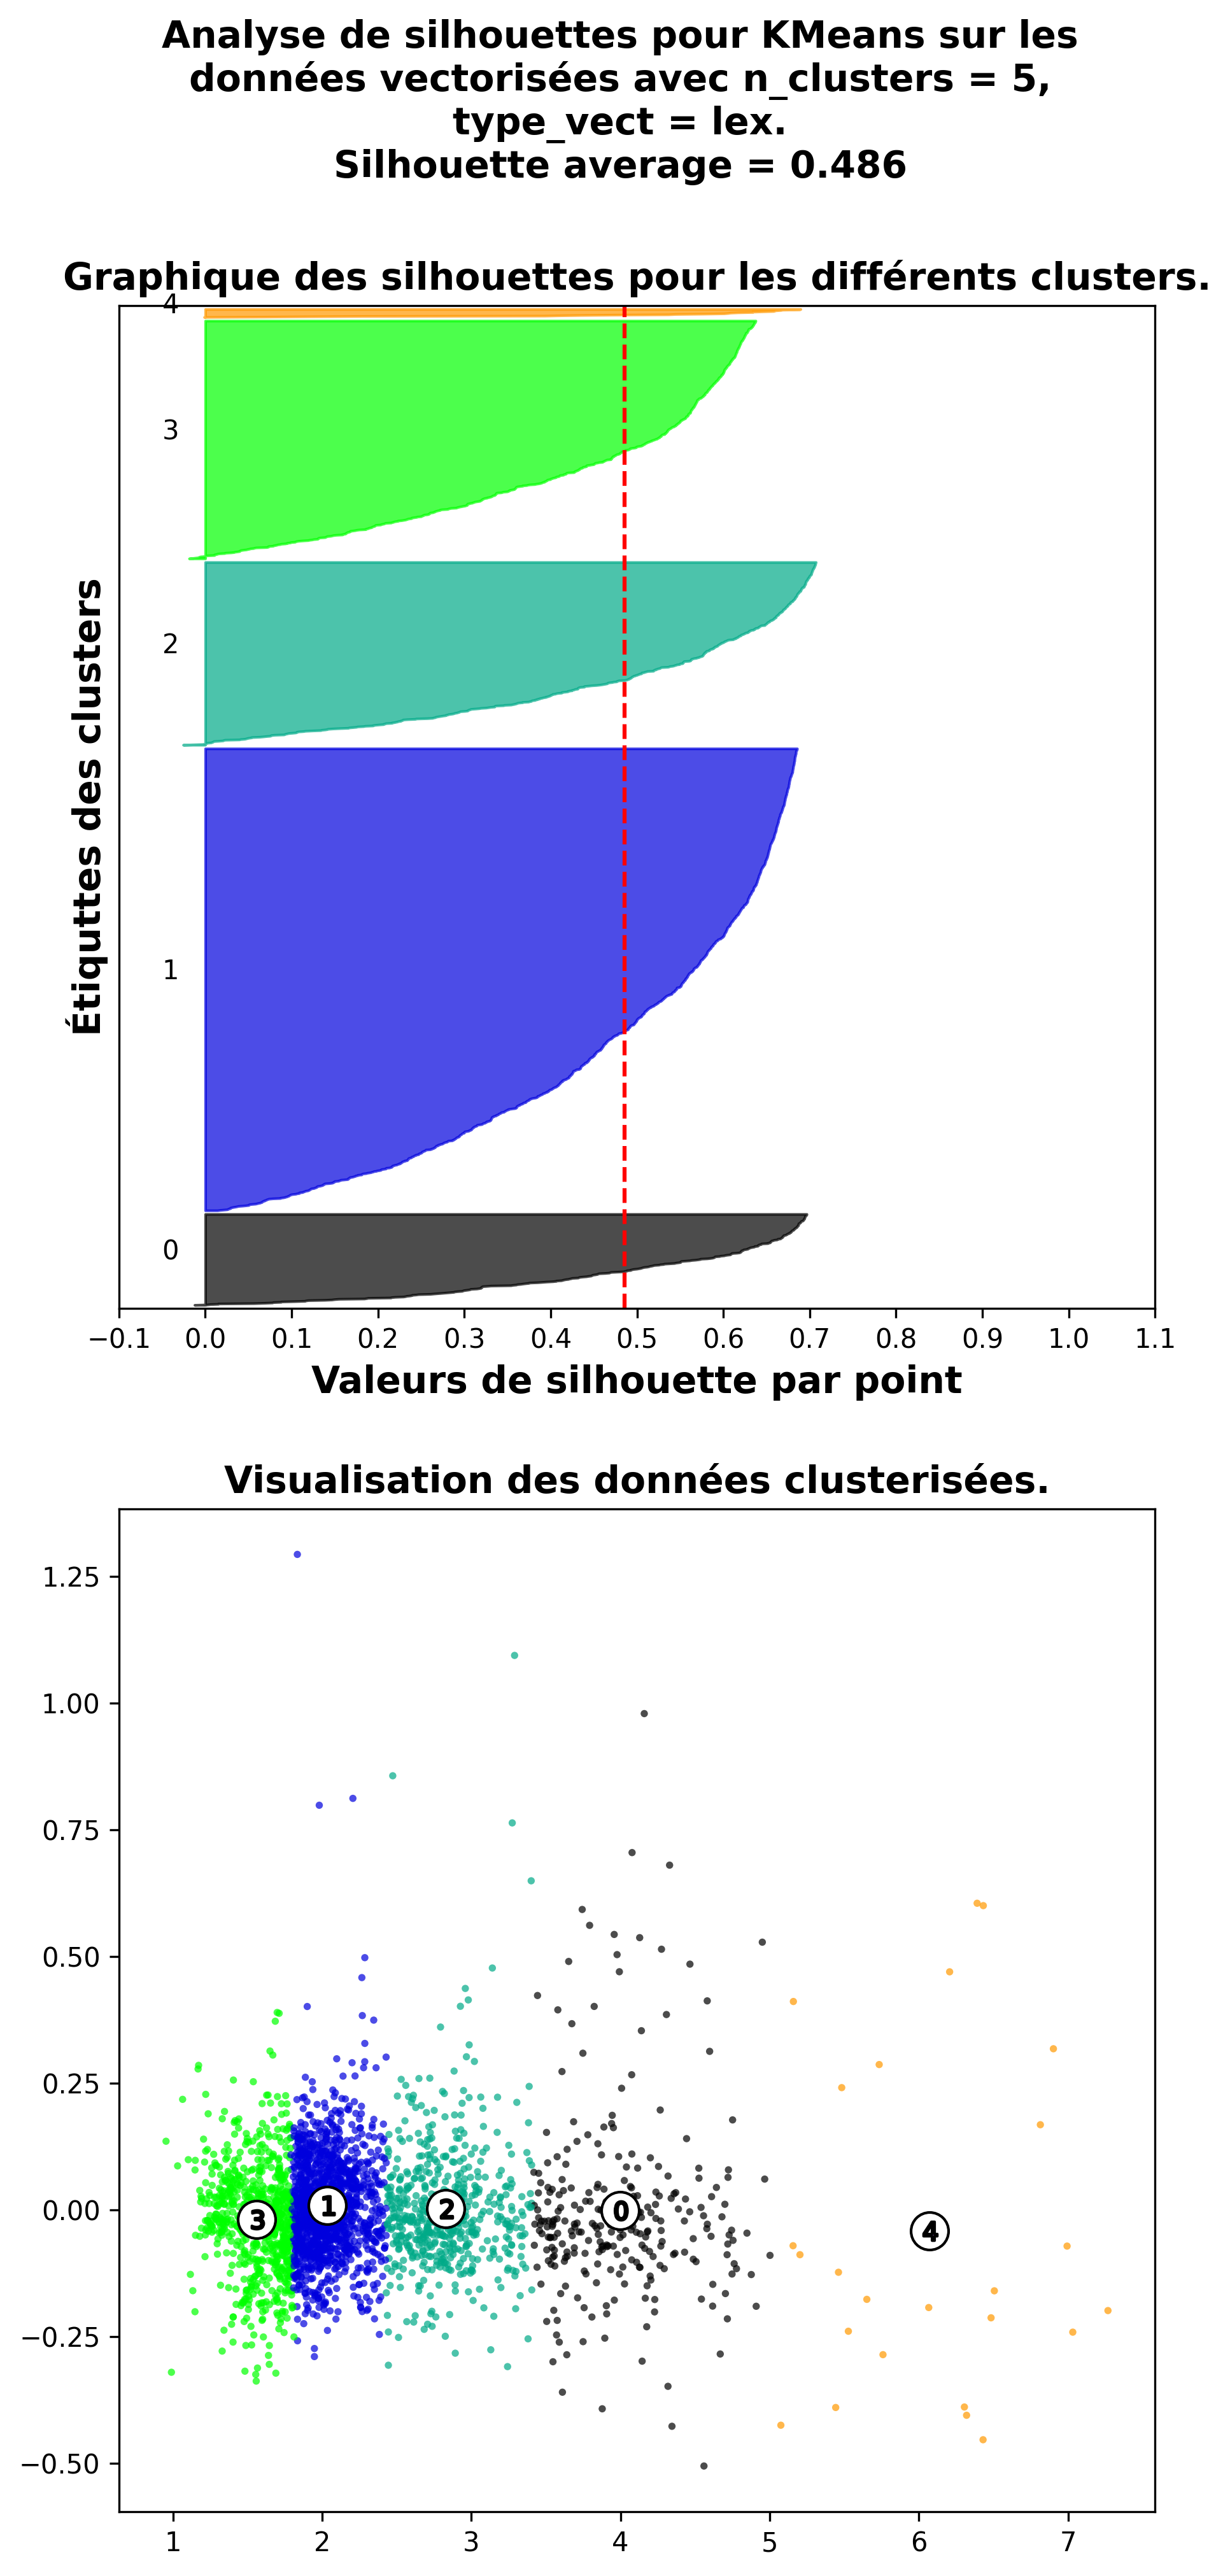 Analyse de silhouettes pour KMeans sur les
données vectorisées avec n_clusters = 5,
type_vect = lex.
Silhouette average = 0.486
Graphique des silhouettes pour les différents clusters.
4
3
2
1
0
Étiquttes des clusters
−0.1 0.0 0.1 0.2 0.3 0.4 0.5 0.6 0.7 0.8 0.9 1.0 1.1
Valeurs de silhouette par point
Visualisation des données clusterisées.
1.25
1.00
0.75
0.50
0.25
0.00
−0.25
−0.50
3 1 2 0 4
1 2 3 4 5 6 7